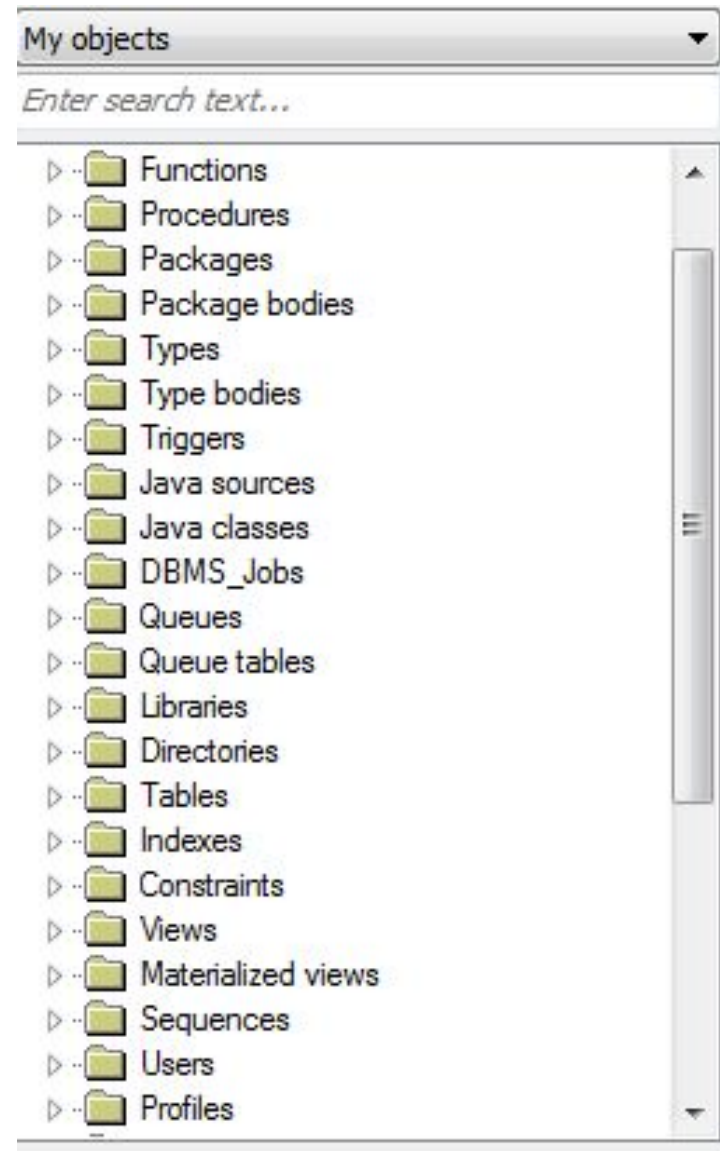 My objects
Enter search text...
Functions
Procedures
Packages
Package bodies
Types
Type bodies
Triggers
Java sources
Java classes
DBMS_Jobs
Queues
Queue tables
Libraries
Directories
Tables
Indexes
Constraints
Views
Materialized views
Sequences
Users
Profiles